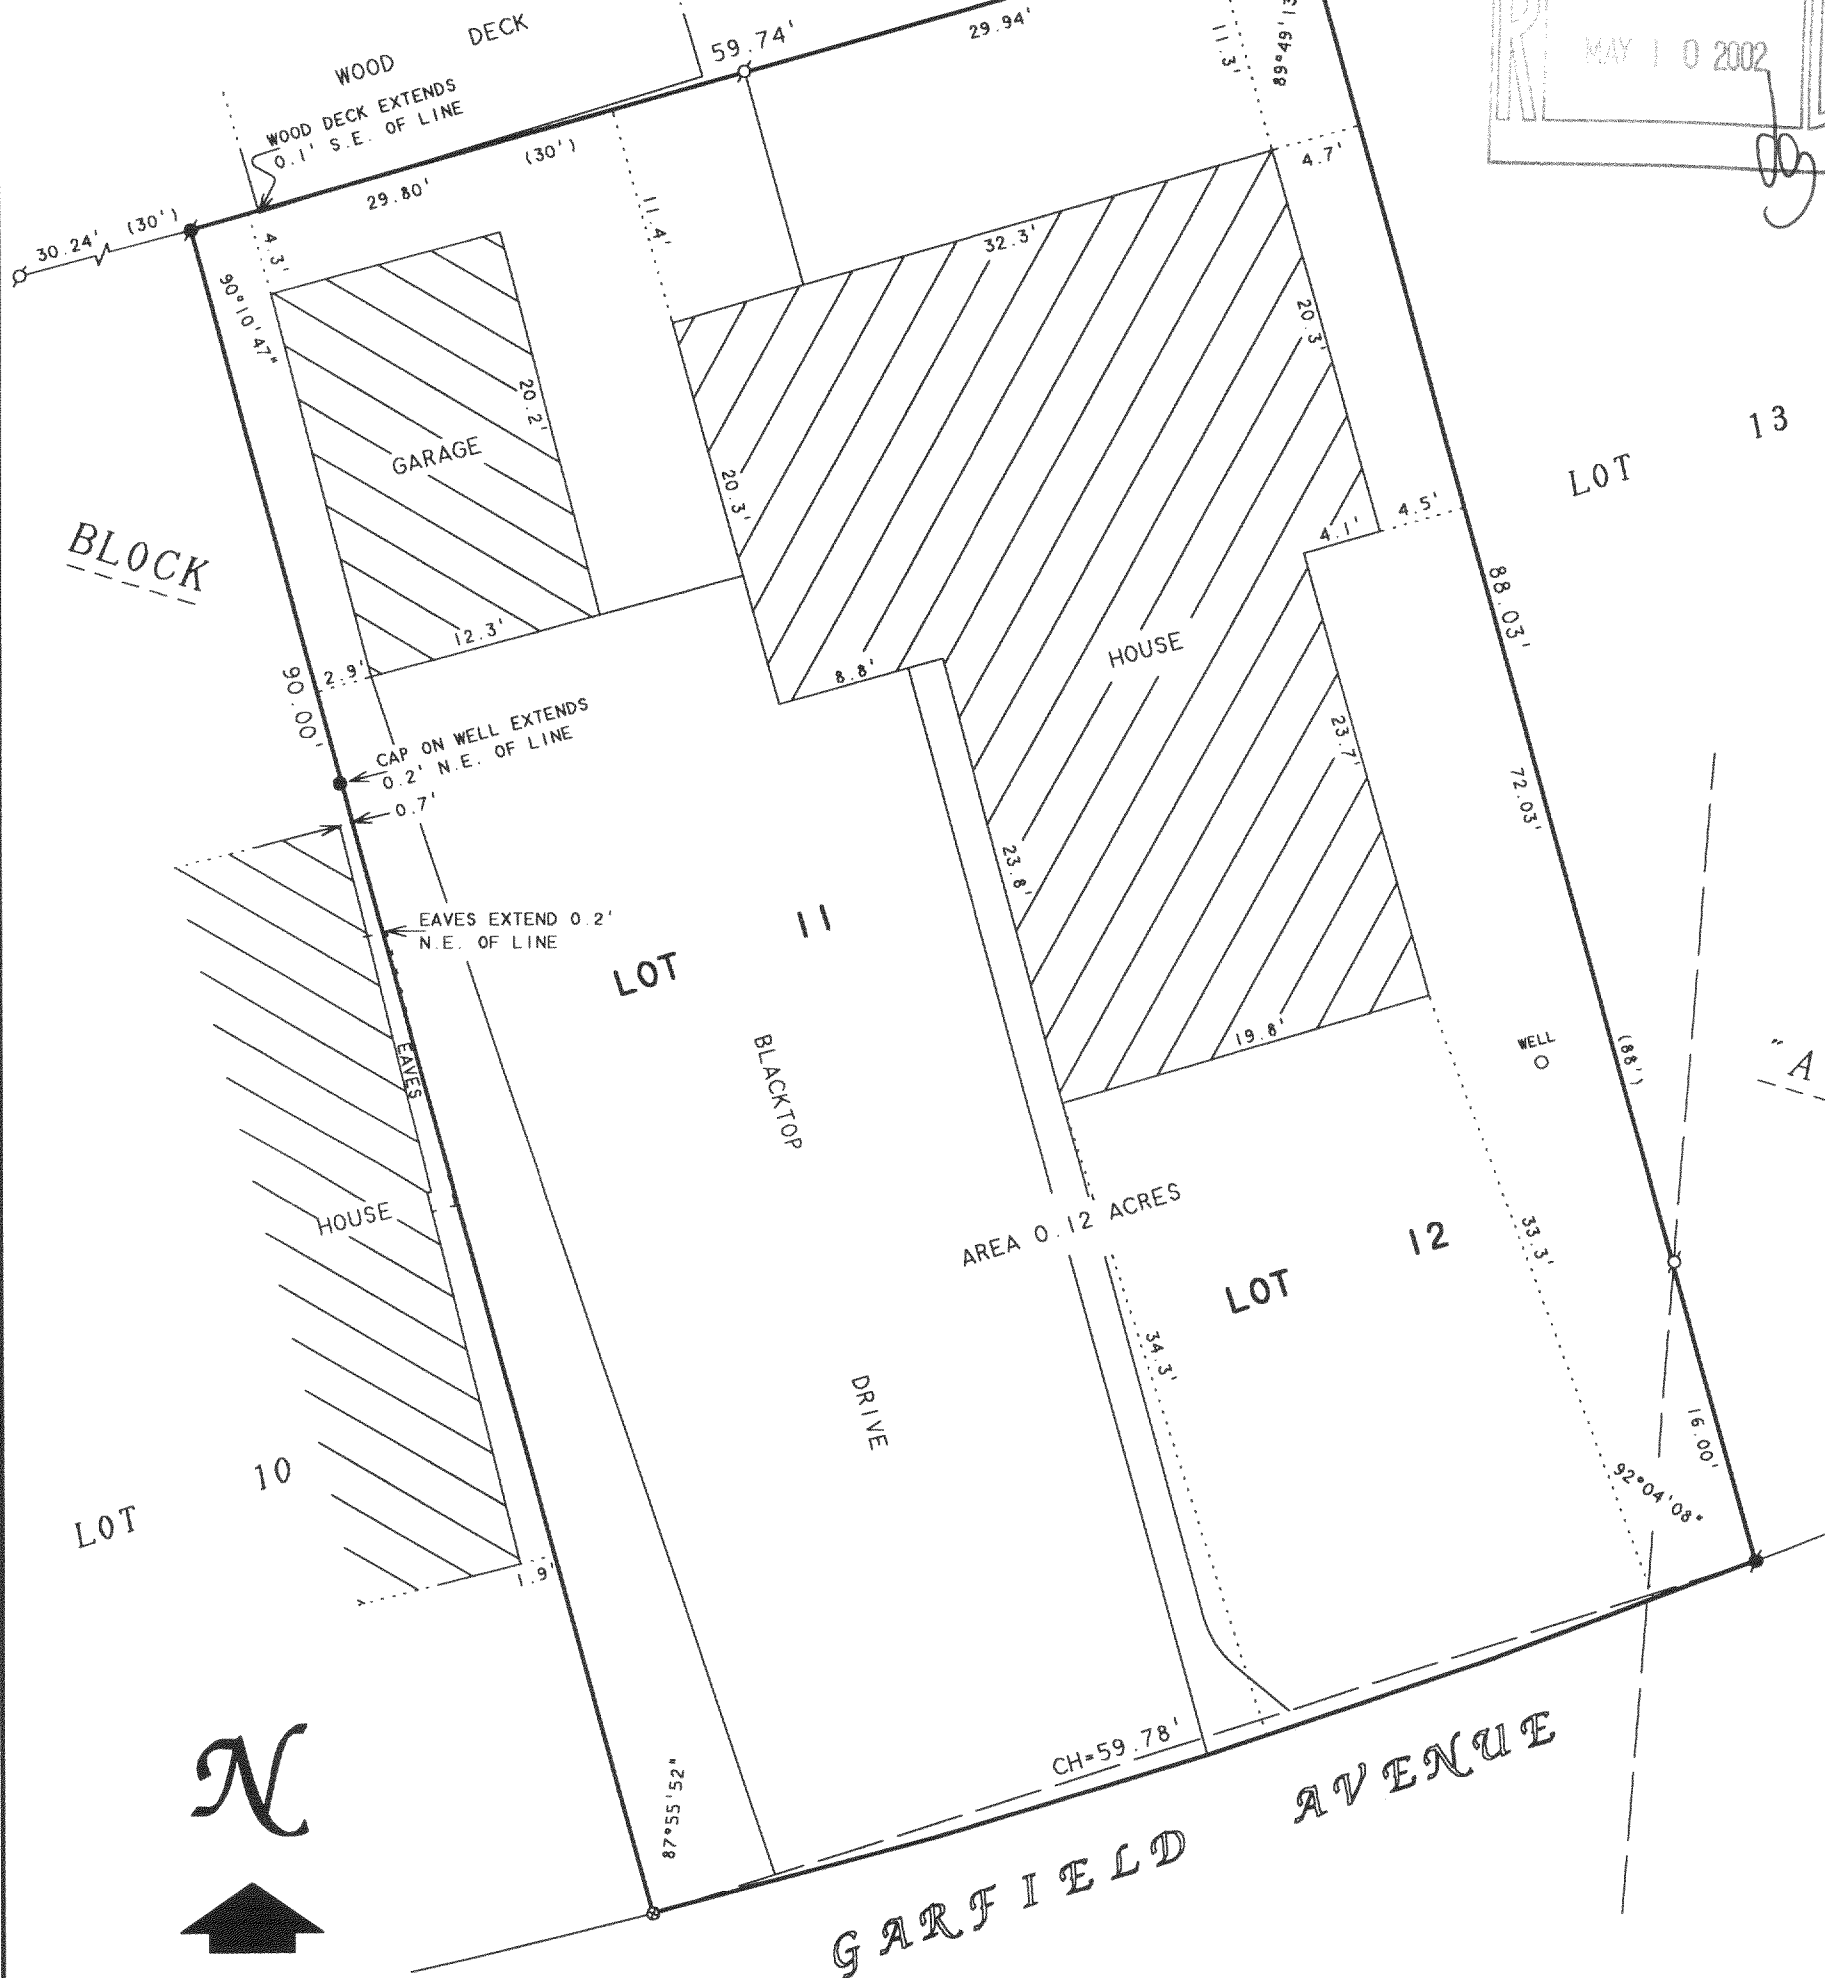 WOOD DECK
59.74'
29.94'
11.3'
89°49'13
MAY 10 2002
WOOD DECK EXTENDS
0.1' S.E. OF LINE
(30')
29.80'
4.7'
30.24'
(30')
4.3'
11.4'
32.3'
90°10'47"
20.3'
20.2'
13
LOT
GARAGE
20.3'
4.5'
4.1'
BLOCK
88.03'
12.3'
HOUSE
2.9'
8.8'
90.00'
CAP ON WELL EXTENDS
0.2' N.E. OF LINE
23.7'
72.03'
0.7'
23.8'
EAVES EXTEND 0.2'
N.E. OF LINE
11
LOT
19.8'
WELL
(88')
"A
EAVES
BLACKTOP
HOUSE
AREA 0.12 ACRES
12
LOT
33.3'
34.3'
DRIVE
16.00'
10
LOT
92°04'08"
1.9'
CH=59.78'
87°55'52"
N
GARFIELD AVENUE